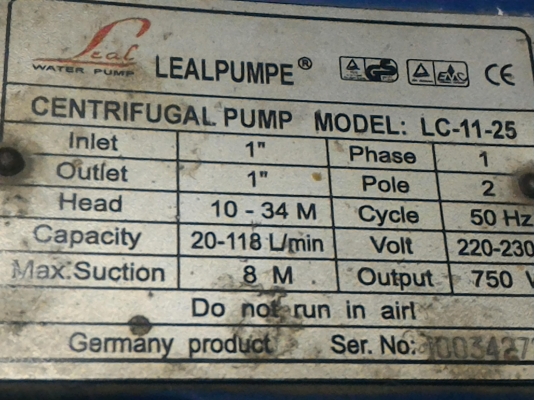 Leal
WATER PUMP
LEALPUMPE®
GS
EMC
CE
CENTRIFUGAL PUMP MODEL: LC-11-25
Inlet 1" Phase 1
Outlet 1" Pole 2
Head 10 - 34 M Cycle 50 Hz
Capacity 20-118 L/min Volt 220-230
Max.Suction 8 M Output 750
Do not run in air!
Germany product Ser. No: